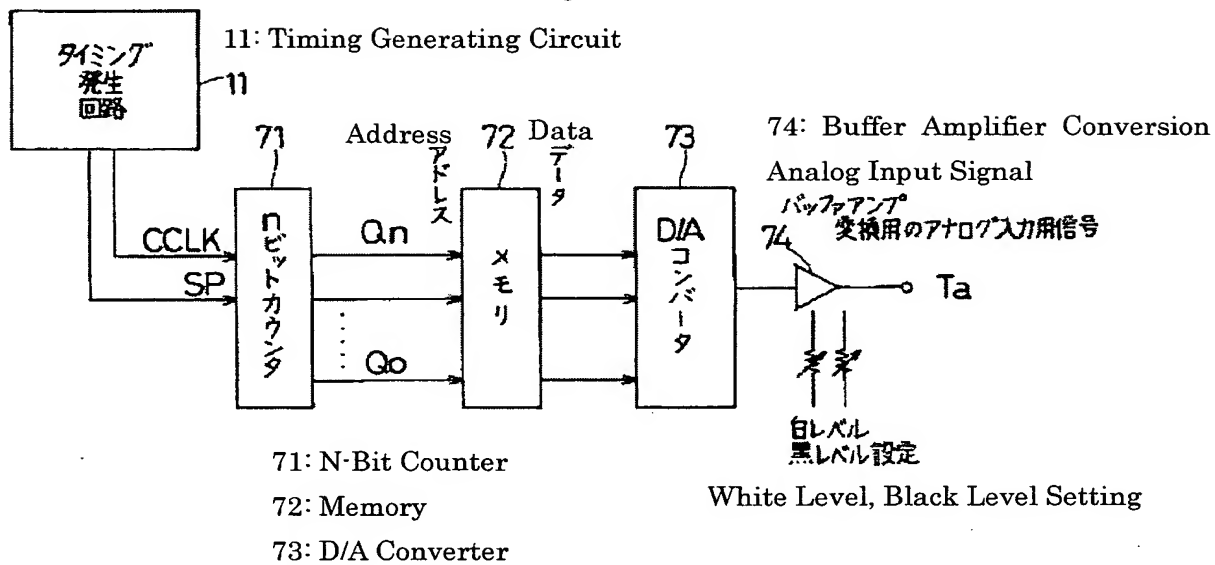 タイミング
発生
回路
11
11: Timing Generating Circuit
71
Address
アドレス
72
Data
データ
73
74: Buffer Amplifier Conversion
Analog Input Signal
バッファアンプ
74
変換用のアナログ入力用信号
CCLK
SP
nビットカウンタ
Qn
Qo
メモリ
D/A
コンバータ
Ta
白レベル
黒レベル設定
71: N-Bit Counter
72: Memory
73: D/A Converter
White Level, Black Level Setting